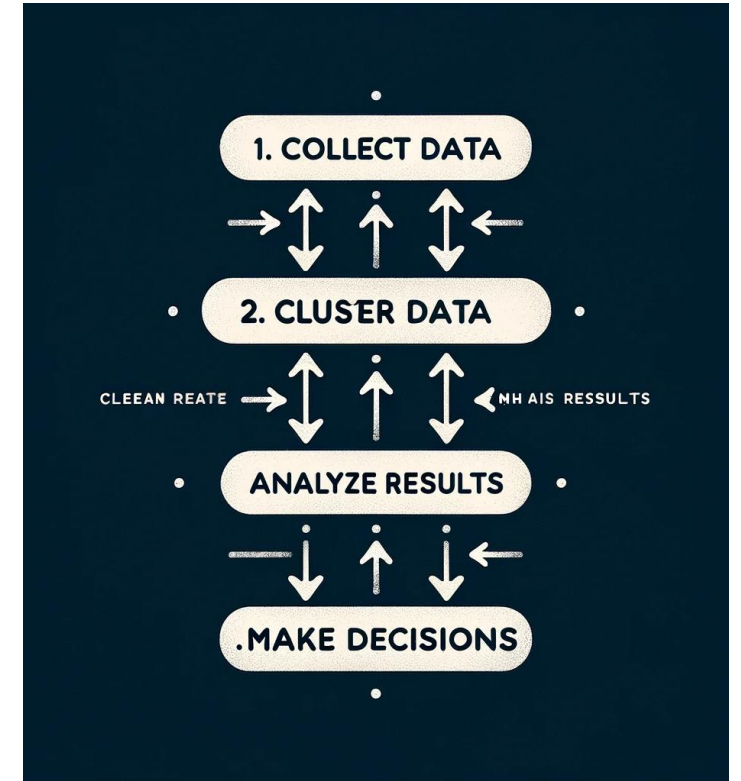 1. COLLECT DATA
2. CLUSER DATA
CLEEAN REATE
MH AIS RESSULTS
ANALYZE RESULTS
.MAKE DECISIONS